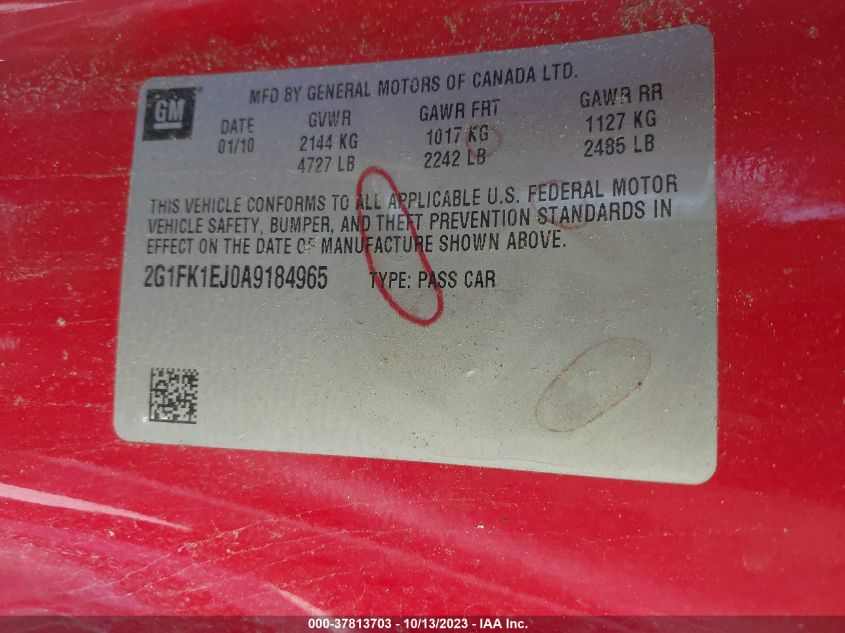 GM
MFD BY GENERAL MOTORS OF CANADA LTD.
DATE GVWR GAWR FRT GAWR RR
01/10 2144 KG 1017 KG 1127 KG
4727 LB 2242 LB 2485 LB
THIS VEHICLE CONFORMS TO ALL APPLICABLE U.S. FEDERAL MOTOR
VEHICLE SAFETY, BUMPER, AND THEFT PREVENTION STANDARDS IN
EFFECT ON THE DATE OF MANUFACTURE SHOWN ABOVE.
2G1FK1EJ0A9184965 TYPE: PASS CAR
000-37813703 - 10/13/2023 - IAA Inc.